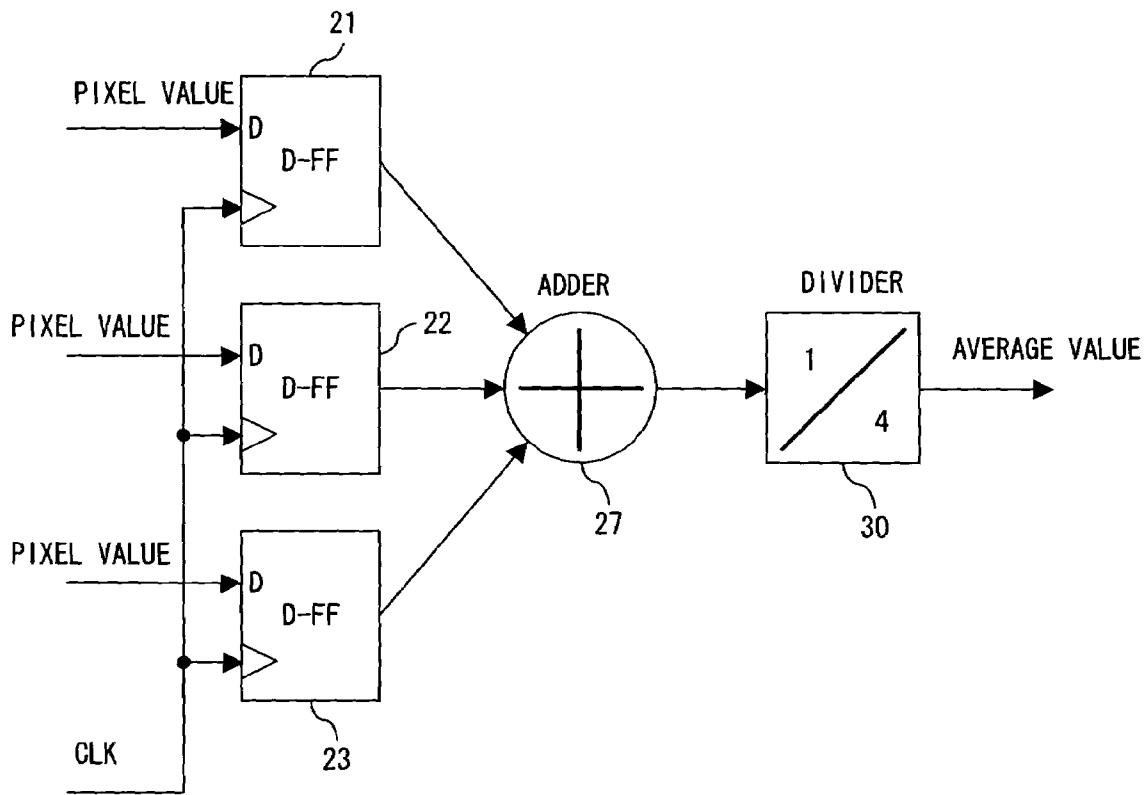 21
PIXEL VALUE
D
D-FF
PIXEL VALUE
D
D-FF
22
ADDER
27
DIVIDER
1
4
30
AVERAGE VALUE
PIXEL VALUE
D
D-FF
23
CLK